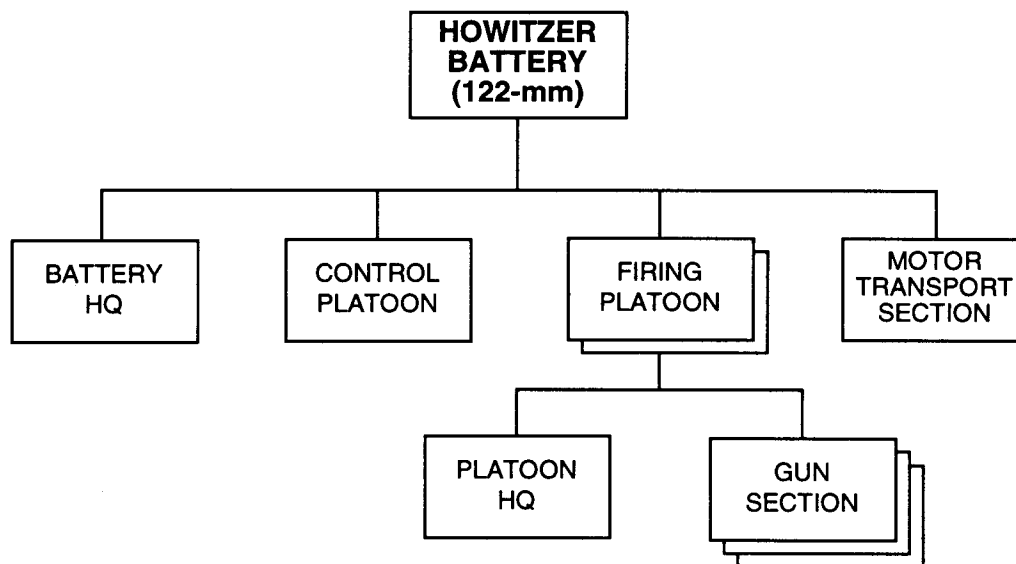 HOWITZER
BATTERY
(122-mm)
BATTERY
HQ
CONTROL
PLATOON
FIRING
PLATOON
MOTOR
TRANSPORT
SECTION
PLATOON
HQ
GUN
SECTION